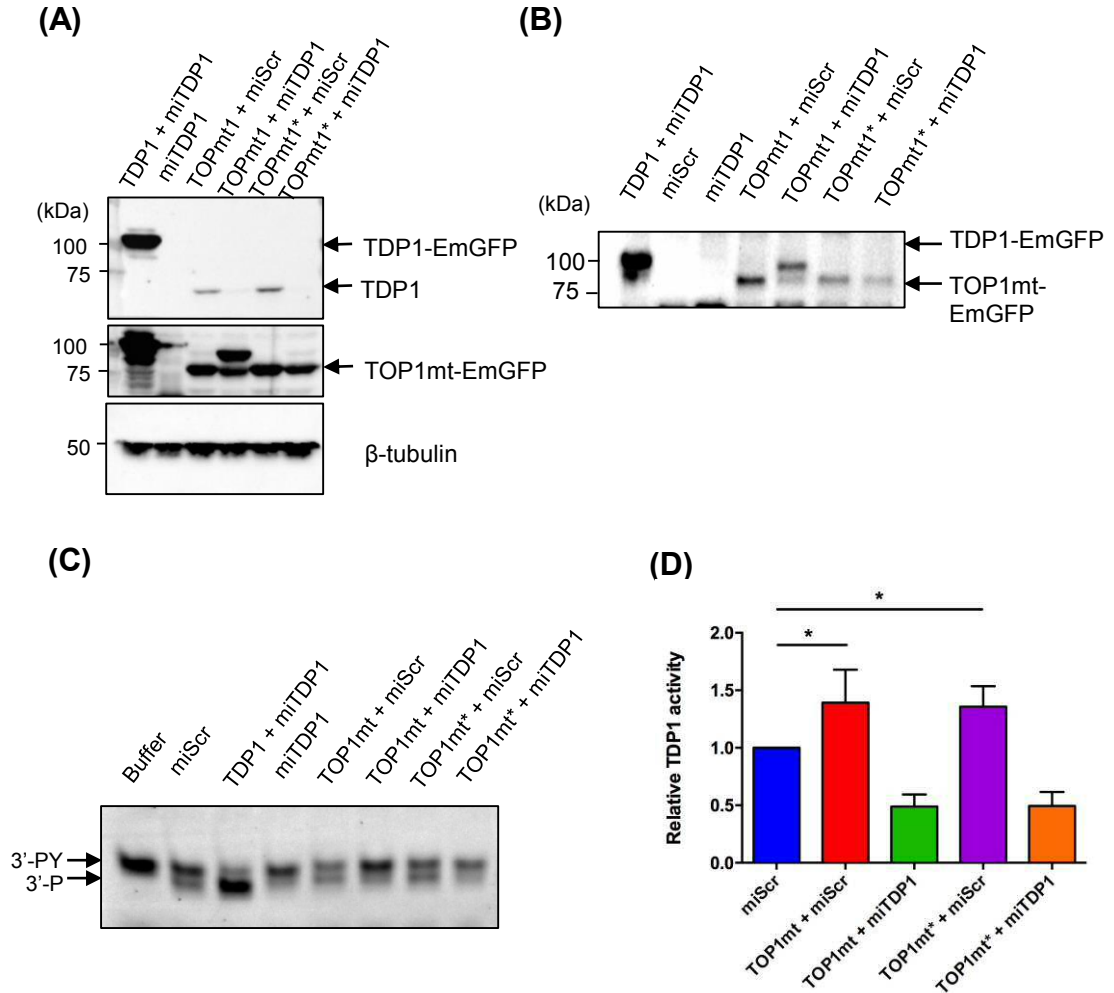 (A)
TDP1 + miTDP1
miTDP1
TOPmt1 + miScr
TOPmt1 + miTDP1
TOPmt1* + miScr
TOPmt1* + miTDP1
(kDa)
100
75
TDP1-EmGFP
TDP1
100
75
TOP1mt-EmGFP
50
β-tubulin
(B)
TDP1 + miTDP1
miScr
miTDP1
TOPmt1 + miScr
TOPmt1 + miTDP1
TOPmt1* + miScr
TOPmt1* + miTDP1
(kDa)
100
75
TDP1-EmGFP
TOP1mt-
EmGFP
(C)
Buffer
miScr
TDP1 + miTDP1
miTDP1
TOP1mt + miScr
TOP1mt + miTDP1
TOP1mt* + miScr
TOP1mt* + miTDP1
3'-PY
3'-P
(D)
*
*
Relative TDP1 activity
2.0
1.5
1.0
0.5
0.0
miScr
TOP1mt + miScr
TOP1mt + miTDP1
TOP1mt* + miScr
TOP1mt* + miTDP1